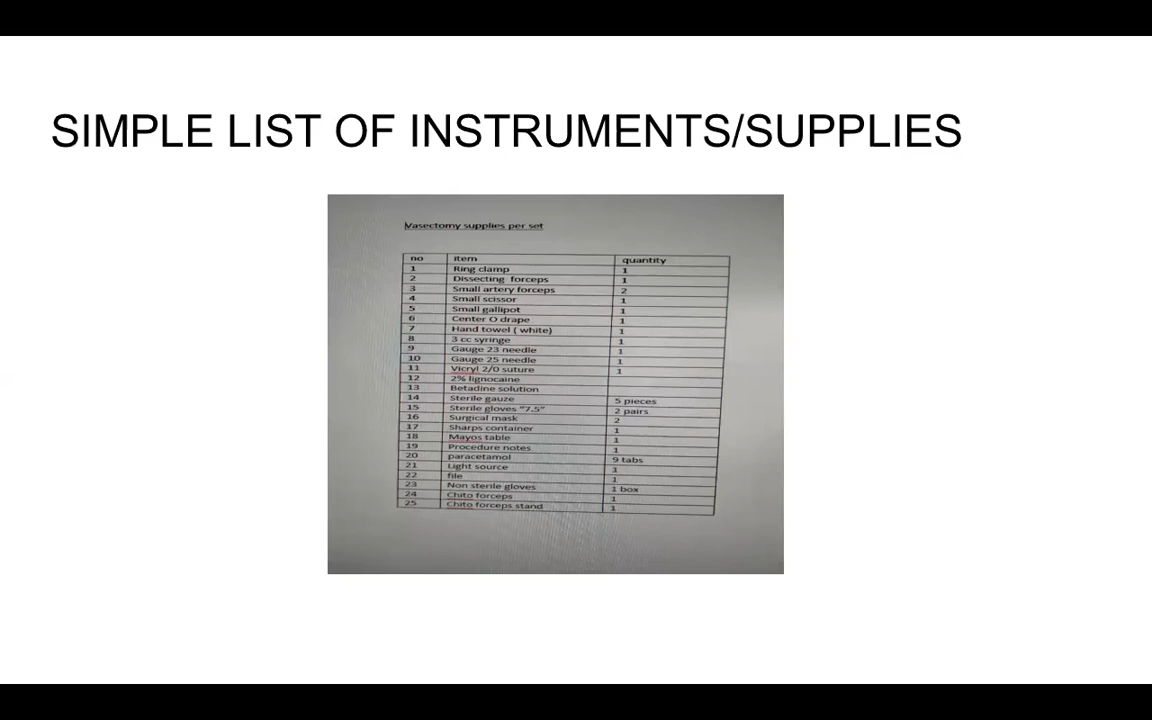 SIMPLE LIST OF INSTRUMENTS/SUPPLIES
Vasectomy supplies per set
no item quantity
1 Ring clamp 1
2 Dissecting forceps 1
3 Small artery forceps 2
4 Small scissor 1
5 Small gallipot 1
6 Center O drape 1
7 Hand towel ( white) 1
8 3 cc syringe 1
9 Gauge 23 needle 1
10 Gauge 25 needle 1
11 Vicryl 2/0 suture 1
12 2% lignocaine
13 Betadine solution
14 Sterile gauze 5 pieces
15 Sterile gloves "7.5" 2 pairs
16 Surgical mask 2
17 Sharps container 1
18 Mayos table 1
19 Procedure notes 1
20 paracetamol 9 tabs
21 Light source 1
22 file 1
23 Non sterile gloves 1 box
24 Chito forceps 1
25 Chito forceps stand 1